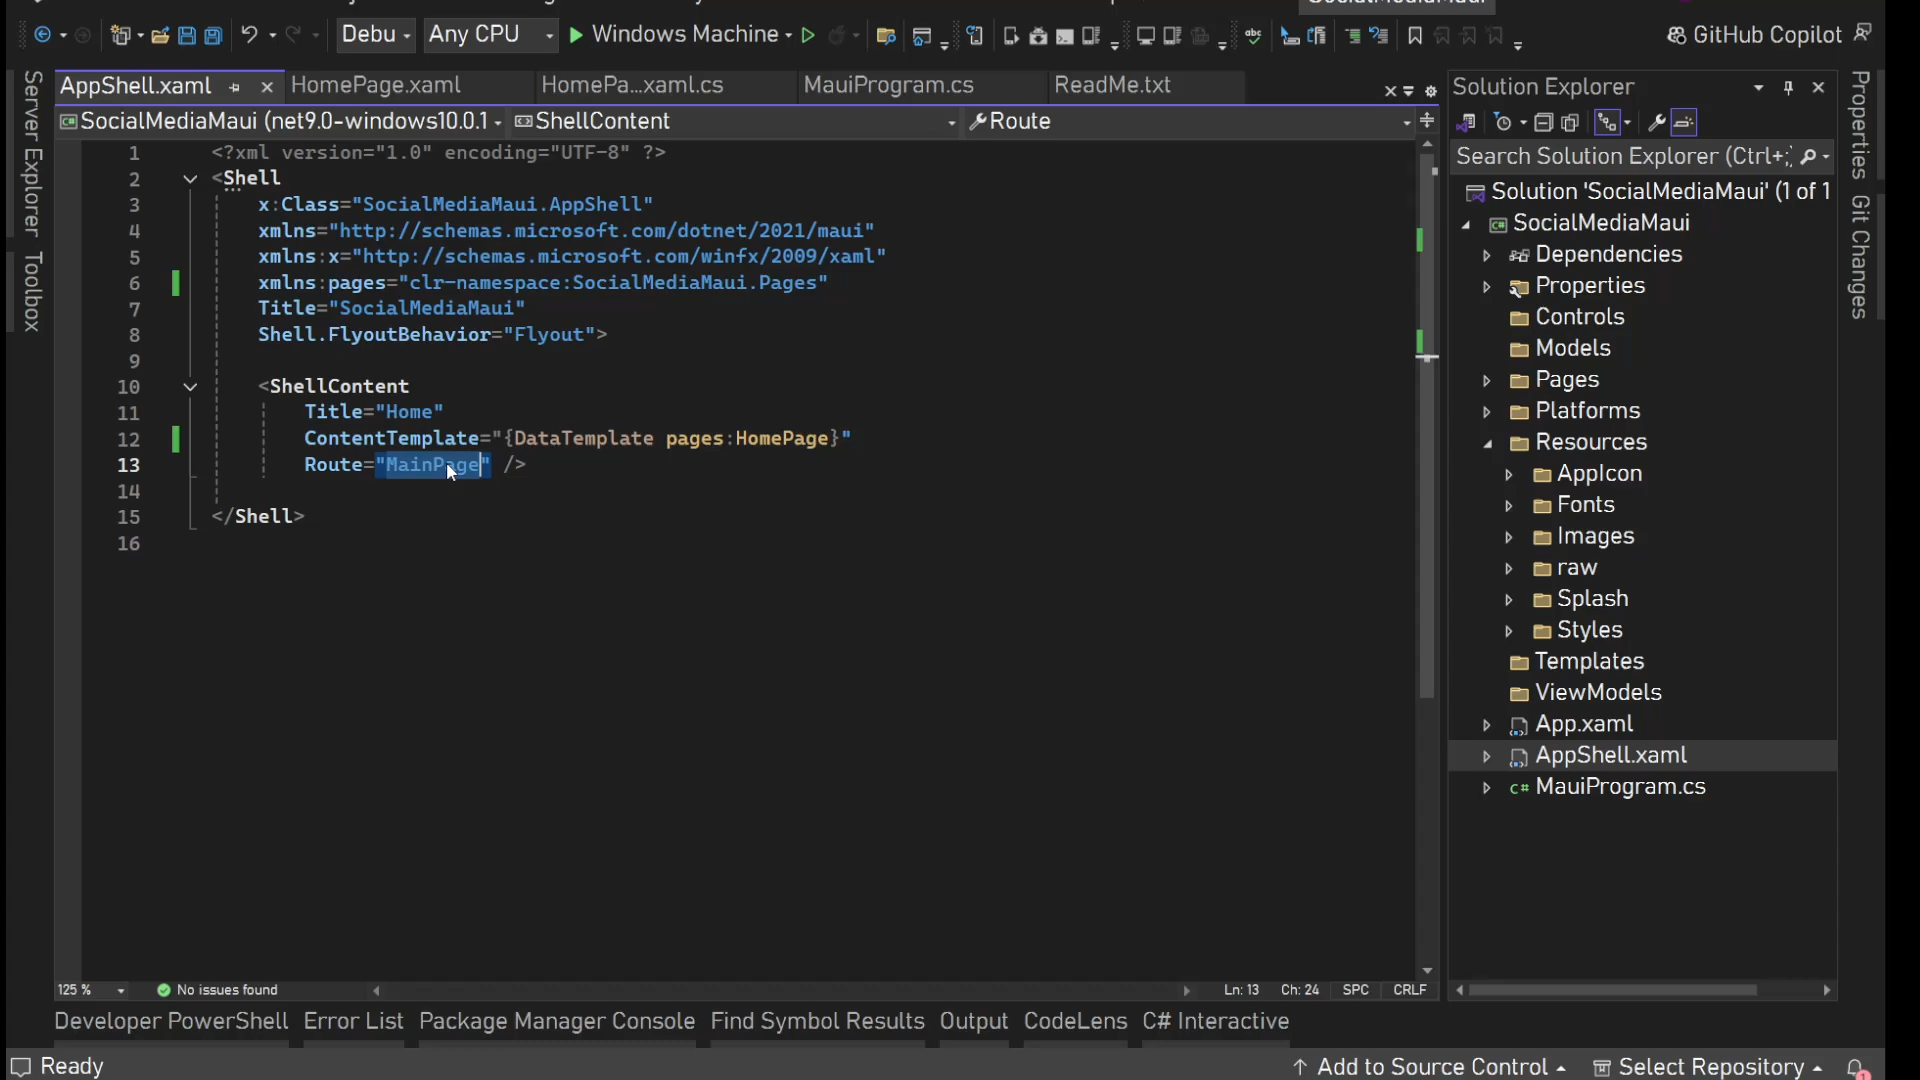 Debu Any CPU Windows Machine GitHub Copilot
AppShell.xaml HomePage.xaml HomePa...xaml.cs MauiProgram.cs ReadMe.txt
SocialMediaMaui (net9.0-windows10.0.1 ShellContent Route
1 <?xml version="1.0" encoding="UTF-8" ?>
2 <Shell
3 x:Class="SocialMediaMaui.AppShell"
4 xmlns="http://schemas.microsoft.com/dotnet/2021/maui"
5 xmlns:x="http://schemas.microsoft.com/winfx/2009/xaml"
6 xmlns:pages="clr-namespace:SocialMediaMaui.Pages"
7 Title="SocialMediaMaui"
8 Shell.FlyoutBehavior="Flyout">
9
10 <ShellContent
11 Title="Home"
12 ContentTemplate="{DataTemplate pages:HomePage}"
13 Route="MainPage" />
14
15 </Shell>
16
125 % No issues found Ln: 13 Ch: 24 SPC CRLF
Server Explorer
Toolbox
Solution Explorer
Search Solution Explorer (Ctrl+;)
Solution 'SocialMediaMaui' (1 of 1
SocialMediaMaui
Dependencies
Properties
Controls
Models
Pages
Platforms
Resources
AppIcon
Fonts
Images
raw
Splash
Styles
Templates
ViewModels
App.xaml
AppShell.xaml
C# MauiProgram.cs
Properties
Git Changes
Developer PowerShell Error List Package Manager Console Find Symbol Results Output CodeLens C# Interactive
Ready Add to Source Control Select Repository 1